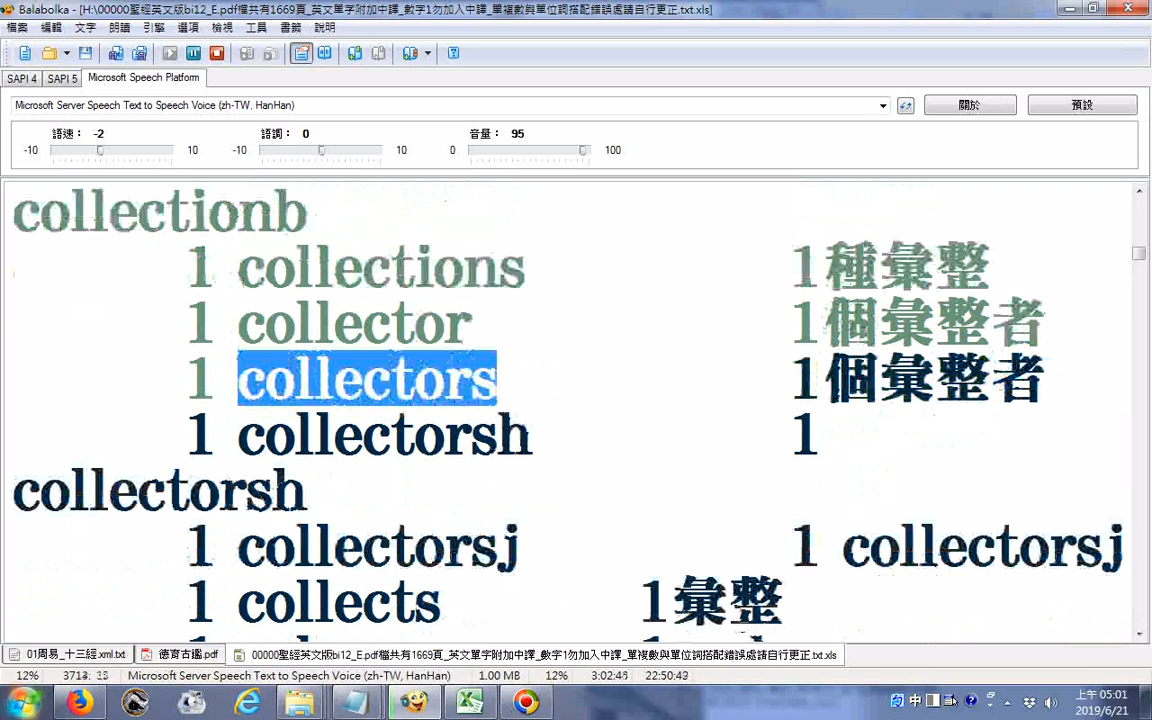 Balabolka - [H:\00000聖經英文版bi12_E.pdf檔共有1669頁_英文單字附加中譯_數字1勿加入中譯_單複數與單位詞搭配錯誤處請自行更正.txt.xls]
檔案 編輯 文字 朗讀 引擎 選項 檢視 工具 書籤 說明
SAPI 4 SAPI 5 Microsoft Speech Platform
Microsoft Server Speech Text to Speech Voice (zh-TW, HanHan) 關於 預設
語速： -2 語調： 0 音量： 95
-10 10 -10 10 0 100
collectionb
1 collections 1種彙整
1 collector 1個彙整者
1 collectors 1個彙整者
1 collectorsh 1
collectorsh
1 collectorsj 1 collectorsj
1 collects 1彙整
01周易_十三經.xml.txt 德育古鑑.pdf 00000聖經英文版bi12_E.pdf檔共有1669頁_英文單字附加中譯_數字1勿加入中譯_單複數與單位詞搭配錯誤處請自行更正.txt.xls
12% 3713: 13 Microsoft Server Speech Text to Speech Voice (zh-TW, HanHan) 1.00 MB 12% 3:02:46 22:50:49
中 上午 05:01
2019/6/21